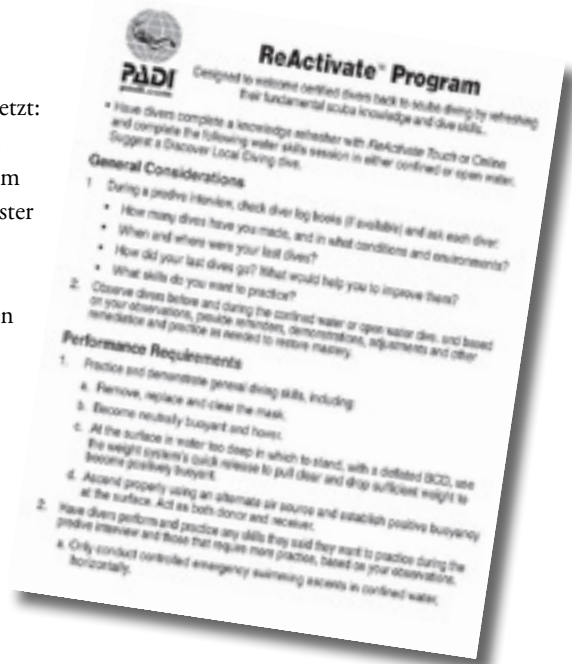 etzt:
m
ster
n
PADI
padi.com
ReActivate™ Program
Designed to welcome certified divers back to scuba diving by refreshing
their fundamental scuba knowledge and dive skills.
• Have divers complete a knowledge refresher with ReActivate Touch or Online
and complete the following water skills session in either confined or open water.
Suggest a Discover Local Diving dive.
General Considerations
1. During a predive interview, check diver log books (if available) and ask each diver:
• How many dives have you made, and in what conditions and environments?
• When and where were your last dives?
• How did your last dives go? What would help you to improve them?
• What skills do you want to practice?
2. Observe divers before and during the confined water or open water dive, and based
on your observations, provide reminders, demonstrations, adjustments and other
remediation and practice as needed to restore mastery.
Performance Requirements
1. Practice and demonstrate general diving skills, including:
a. Remove, replace and clear the mask.
b. Become neutrally buoyant and hover.
c. At the surface in water too deep in which to stand, with a deflated BCD, use
the weight system's quick release to pull clear and drop sufficient weight to
become positively buoyant.
d. Ascend properly using an alternate air source and establish positive buoyancy
at the surface. Act as both donor and receiver.
2. Have divers perform and practice any skills they said they want to practice during the
predive interview and those that require more practice, based on your observations.
a. Only conduct controlled emergency swimming ascents in confined water,
horizontally.